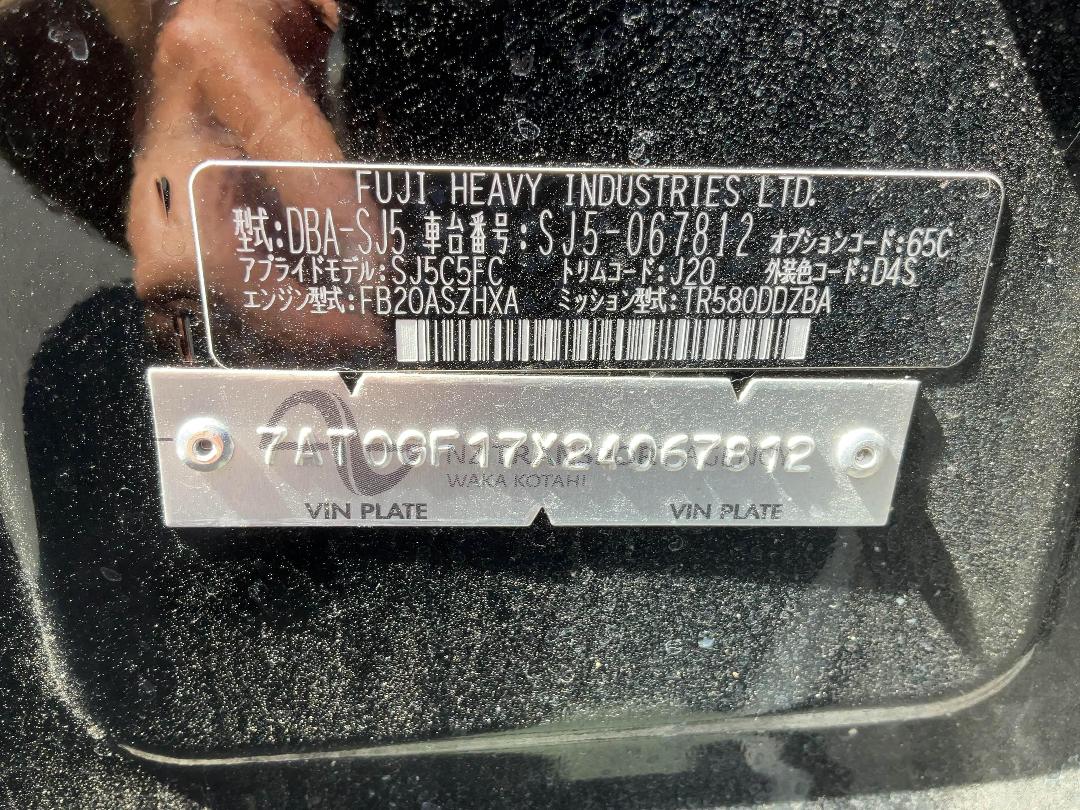 FUJI HEAVY INDUSTRIES LTD.
型式:DBA-SJ5 車台番号:SJ5-067812 オプションコード:65C
アプライドモデル:SJ5C5FC トリムコード:J20 外装色コード:D4S
エンジン型式:FB20ASZHXA ミッション型式:TR580DDZBA
7AT0GF17X24067812
NZ TRANSPORT AGENCY
WAKA KOTAHI
VIN PLATE VIN PLATE